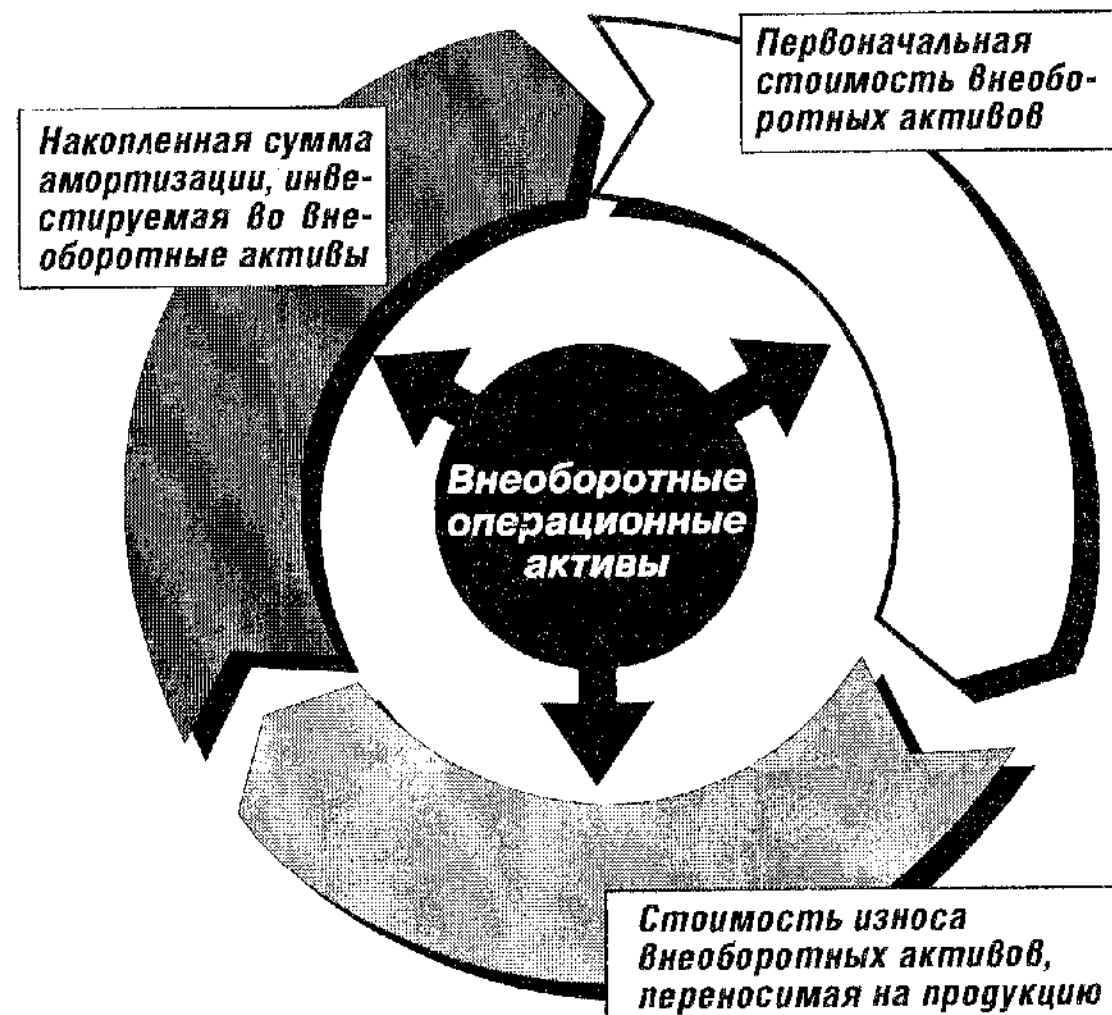 Первоначальная
стоимость внеобо-
ротных активов
Накопленная сумма
амортизации, инве-
стируемая во вне-
оборотные активы
Внеоборотные
операционные
активы
Стоимость износа
внеоборотных активов,
переносимая на продукцию